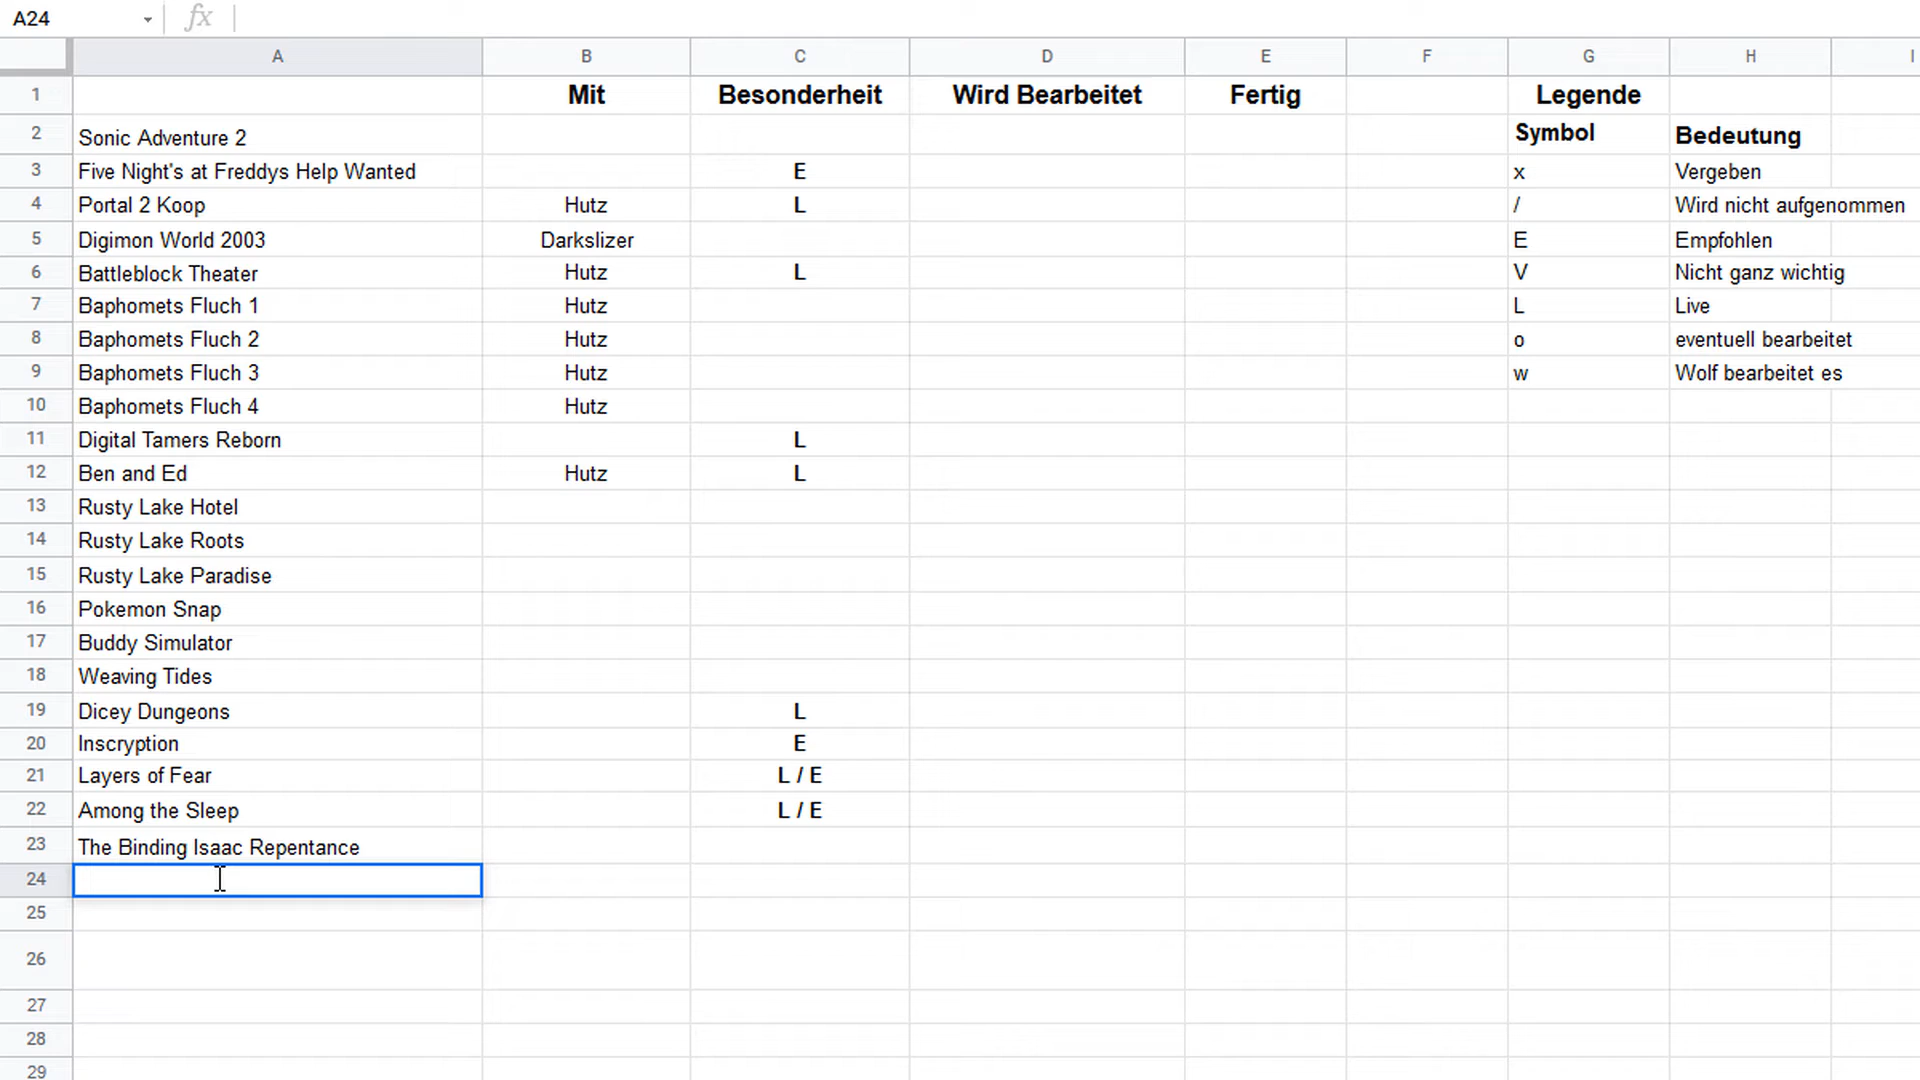 A24 fx
A B C D E F G H I
1 Mit Besonderheit Wird Bearbeitet Fertig Legende
2 Sonic Adventure 2 Symbol Bedeutung
3 Five Night's at Freddys Help Wanted E x Vergeben
4 Portal 2 Koop Hutz L / Wird nicht aufgenommen
5 Digimon World 2003 Darkslizer E Empfohlen
6 Battleblock Theater Hutz L V Nicht ganz wichtig
7 Baphomets Fluch 1 Hutz L Live
8 Baphomets Fluch 2 Hutz o eventuell bearbeitet
9 Baphomets Fluch 3 Hutz w Wolf bearbeitet es
10 Baphomets Fluch 4 Hutz
11 Digital Tamers Reborn L
12 Ben and Ed Hutz L
13 Rusty Lake Hotel
14 Rusty Lake Roots
15 Rusty Lake Paradise
16 Pokemon Snap
17 Buddy Simulator
18 Weaving Tides
19 Dicey Dungeons L
20 Inscryption E
21 Layers of Fear L / E
22 Among the Sleep L / E
23 The Binding Isaac Repentance
24
25
26
27
28
29